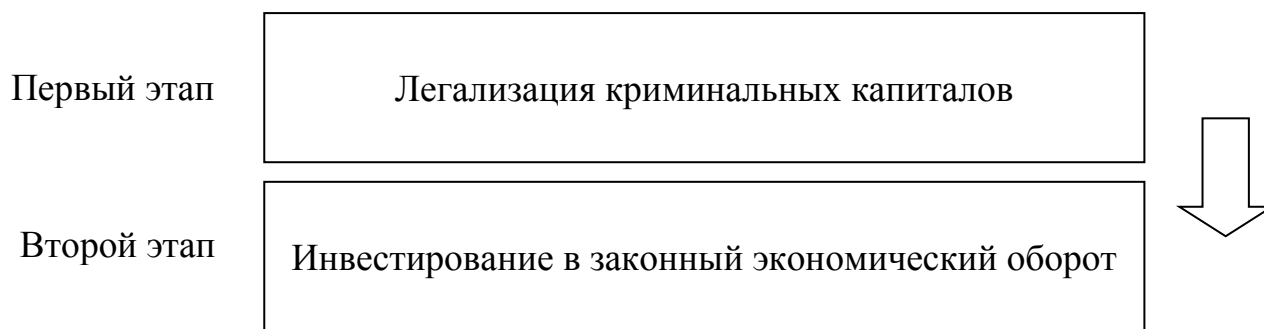 Первый этап
Легализация криминальных капиталов
Второй этап
Инвестирование в законный экономический оборот